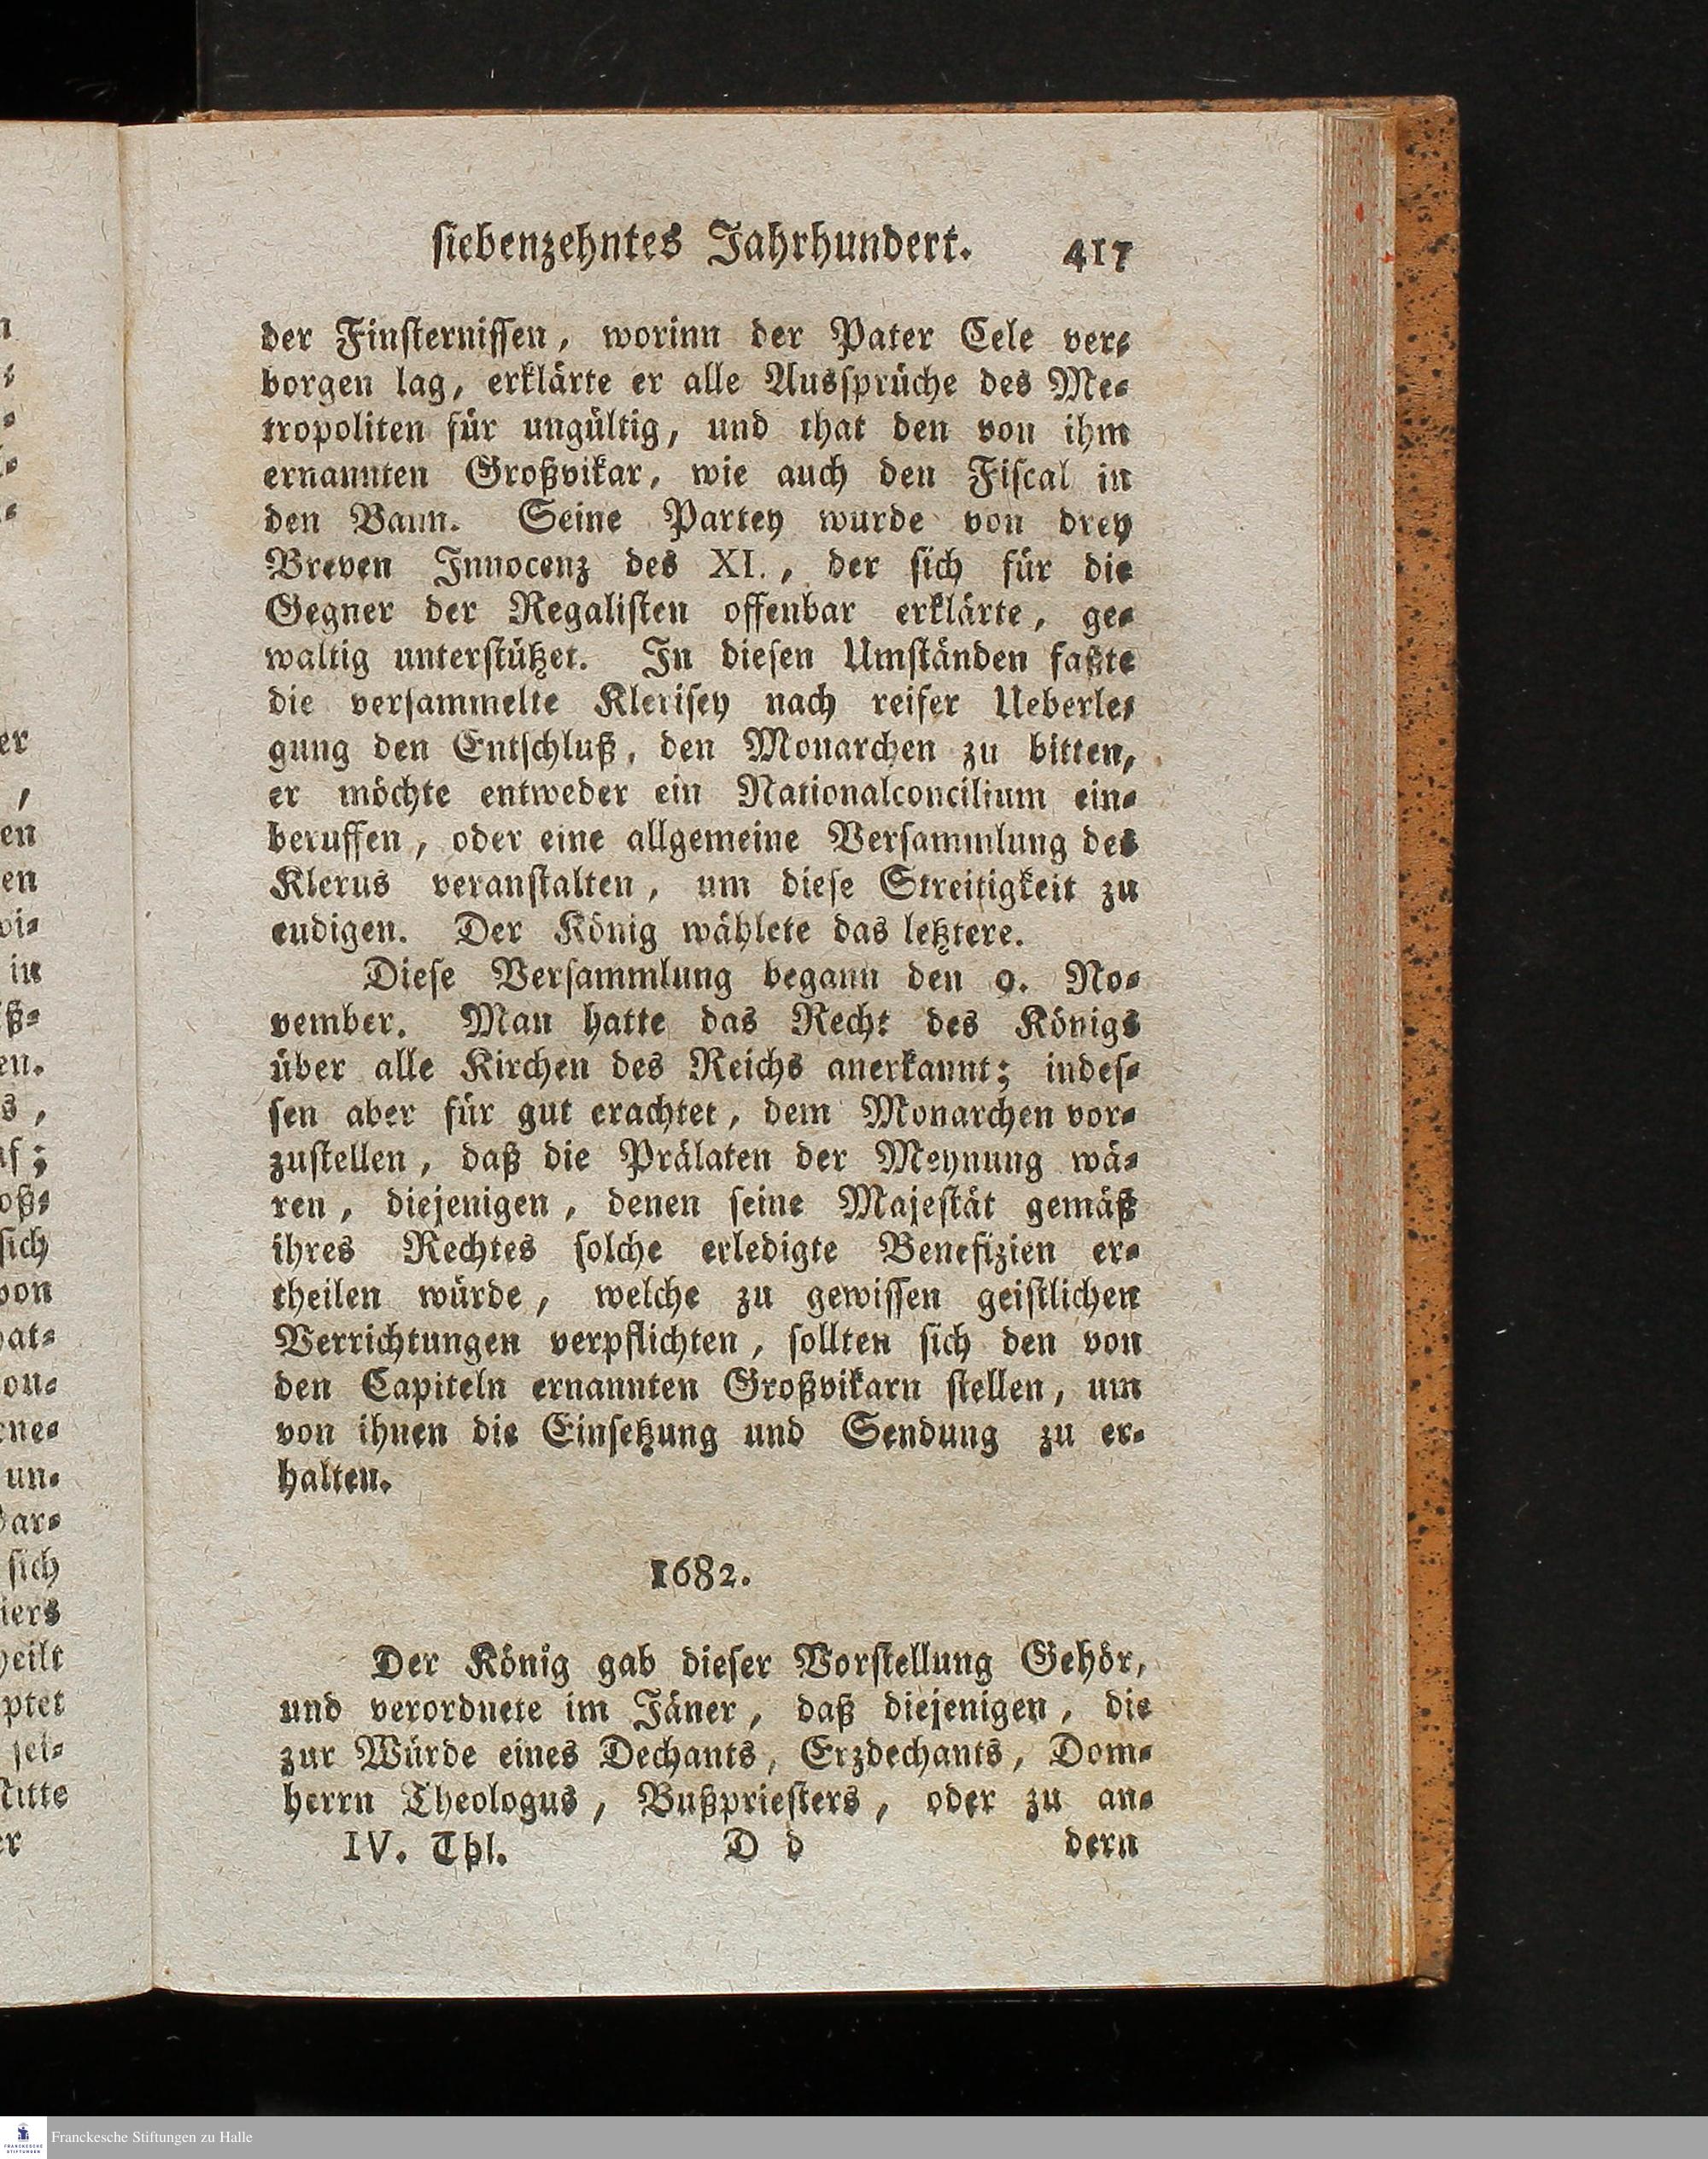 siebenzehntes Jahrhundert. 417
der Finsternissen, worinn der Pater Cele ver⸗
borgen lag, erklärte er alle Aussprüche des Me⸗
tropoliten für ungültig, und that den von ihm
ernannten Großvikar, wie auch den Fiscal in
den Bann. Seine Partey wurde von drey
Breven Innocenz des XI., der sich für die
Gegner der Regalisten offenbar erklärte, ge⸗
waltig unterstützet. In diesen Umständen faßte
die versammelte Klerisey nach reifer Ueberle⸗
gung den Entschluß, den Monarchen zu bitten,
er möchte entweder ein Nationalconcilium ein⸗
beruffen, oder eine allgemeine Versammlung des
Klerus veranstalten, um diese Streitigkeit zu
endigen. Der König wählete das letztere.
Diese Versammlung begann den 9. No⸗
vember. Man hatte das Recht des Königs
über alle Kirchen des Reichs anerkannt; indes⸗
sen aber für gut erachtet, dem Monarchen vor⸗
zustellen, daß die Prälaten der Meynung wä⸗
ren, diejenigen, denen seine Majestät gemäß
ihres Rechtes solche erledigte Benefizien er⸗
theilen würde, welche zu gewissen geistlichen
Verrichtungen verpflichten, sollten sich den von
den Capiteln ernannten Großvikarn stellen, um
von ihnen die Einsetzung und Sendung zu er⸗
halten.
1682.
Der König gab dieser Vorstellung Gehör,
und verordnete im Jäner, daß diejenigen, die
zur Würde eines Dechants, Erzdechants, Dom⸗
herrn Theologus, Bußpriesters, oder zu an⸗
IV. Thl. D d dern
Franckesche Stiftungen zu Halle